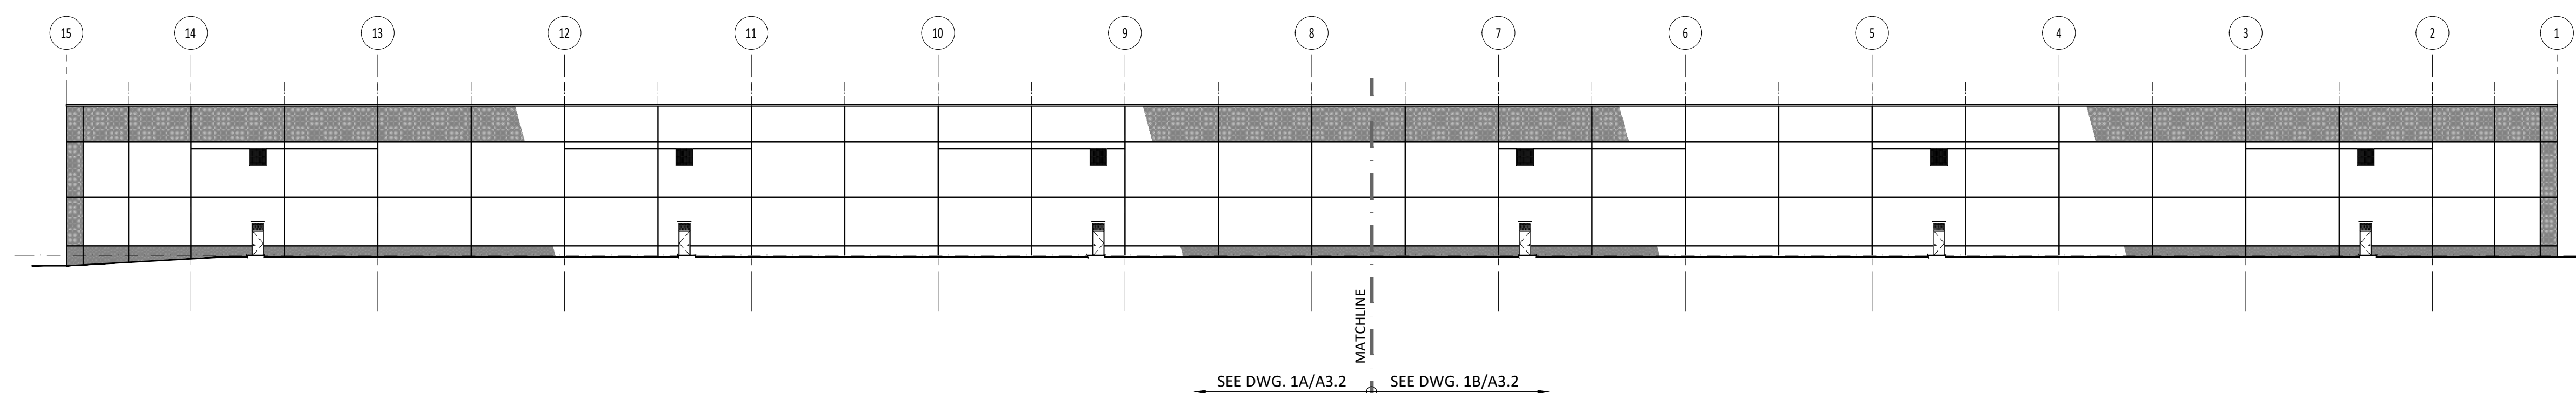 15 14 13 12 11 10 9 8 7 6 5 4 3 2 1
MATCHLINE
SEE DWG. 1A/A3.2 SEE DWG. 1B/A3.2